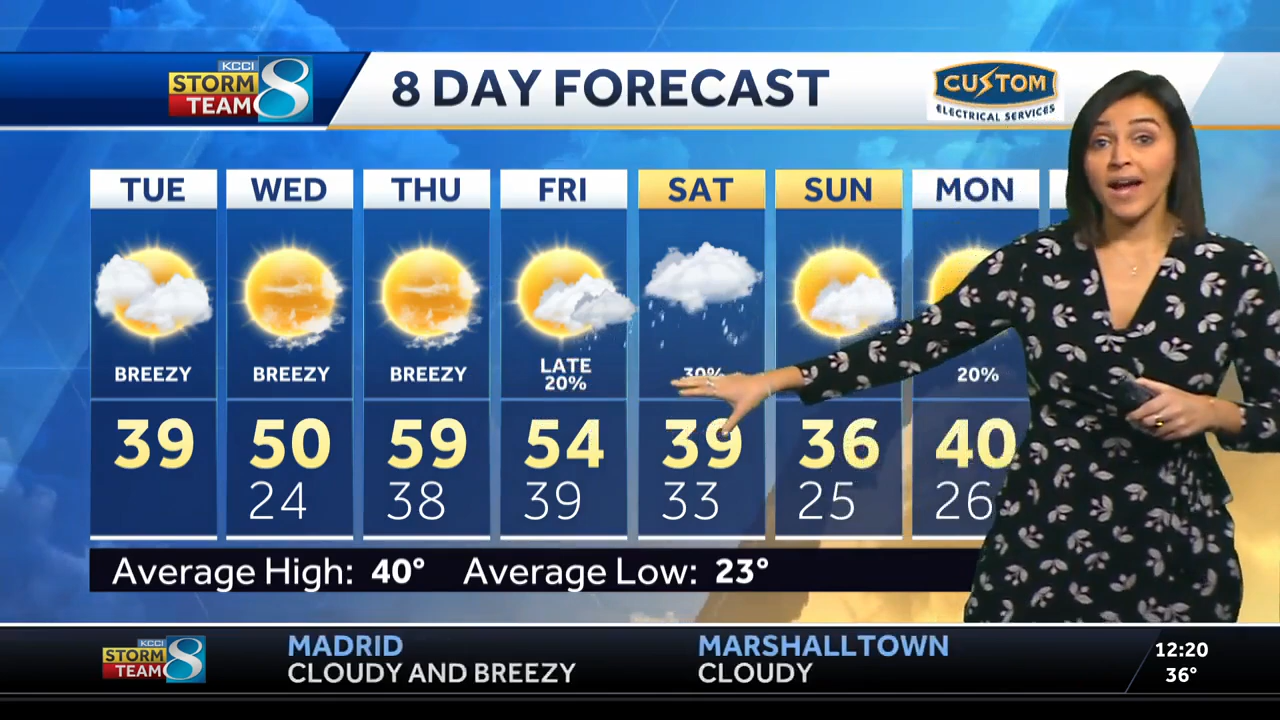 KCCI
STORM
TEAM 8
8 DAY FORECAST
CUSTOM
ELECTRICAL SERVICES
TUE WED THU FRI SAT SUN MON
BREEZY BREEZY BREEZY LATE 20% 30% 20%
39 50 59 54 39 36 40
24 38 39 33 25 26
Average High: 40° Average Low: 23°
KCCI
STORM
TEAM 8
MADRID MARSHALLTOWN 12:20
CLOUDY AND BREEZY CLOUDY 36°